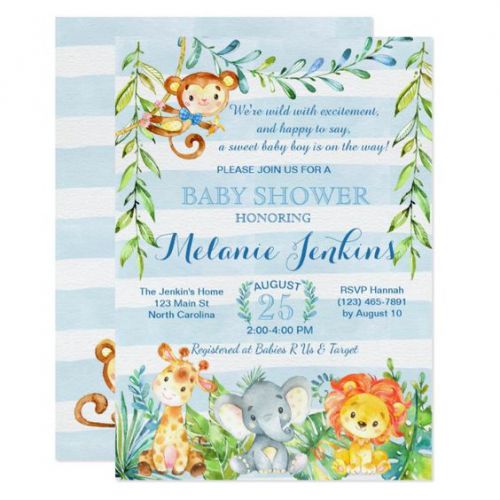 We're wild with excitement,
and happy to say,
a sweet baby boy is on the way!
PLEASE JOIN US FOR A
BABY SHOWER
HONORING
Melanie Jenkins
The Jenkin's Home
123 Main St
North Carolina
AUGUST
25
2:00-4:00 PM
RSVP Hannah
(123) 465-7891
by August 10
Registered at Babies R Us & Target